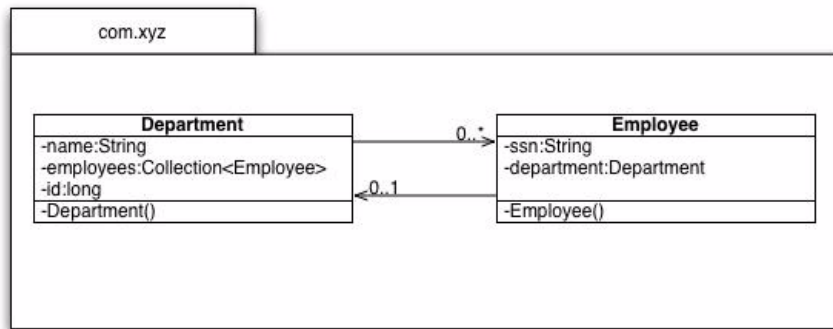 com.xyz
Department
-name:String
-employees:Collection<Employee>
-id:long
-Department()
0..*
0..1
Employee
-ssn:String
-department:Department
-Employee()